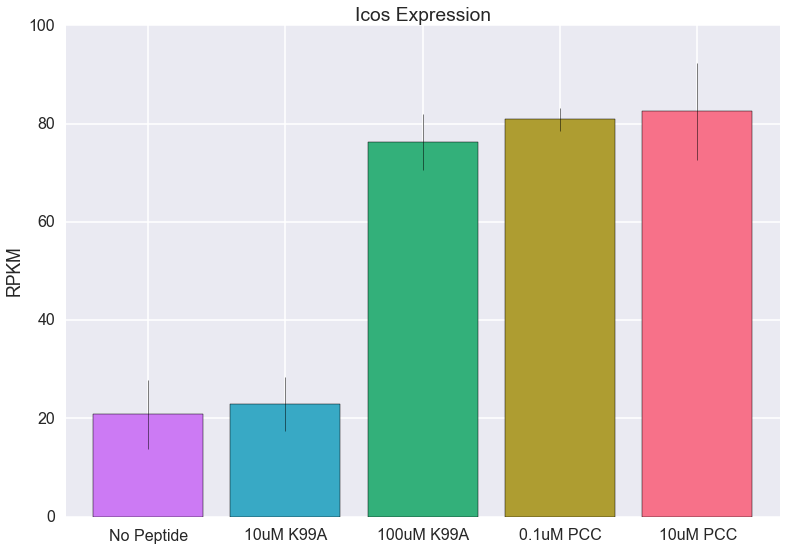 Icos Expression
RPKM
100
80
60
40
20
0
No Peptide
10uM K99A
100uM K99A
0.1uM PCC
10uM PCC